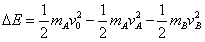 ΔE = 1/2 m_A v_0^2 − 1/2 m_A v_A^2 − 1/2 m_B v_B^2